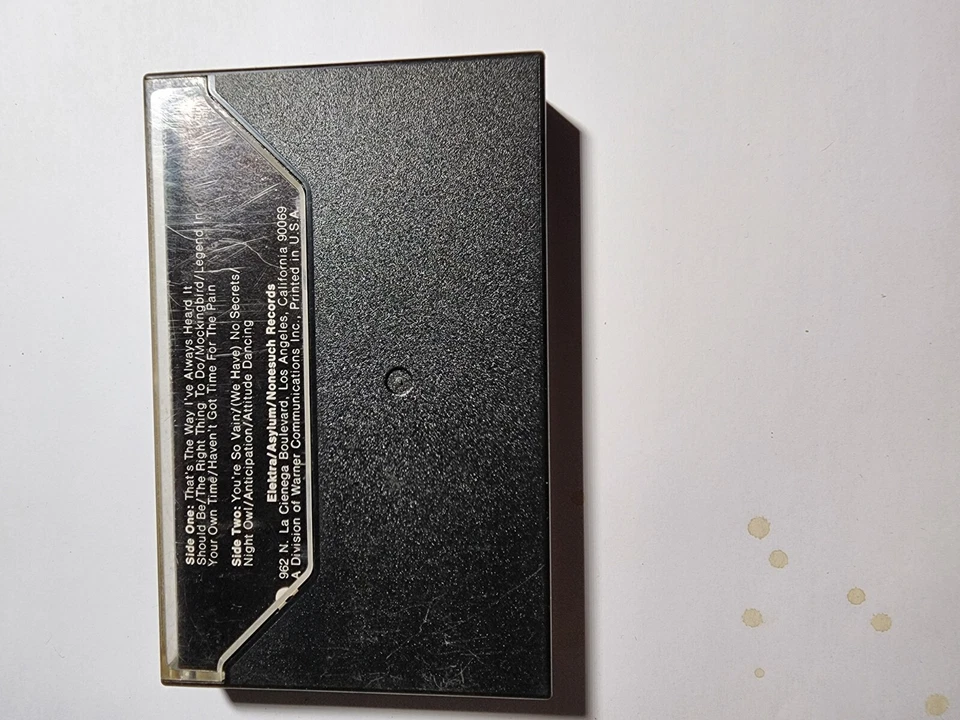 Side One: That's The Way I've Always Heard It
Should Be/The Right Thing To Do/Mockingbird/Legend In
Your Own Time/Haven't Got Time For The Pain
Side Two: You're So Vain/(We Have) No Secrets/
Night Owl/Anticipation/Attitude Dancing
Elektra/Asylum/Nonesuch Records
962 N. La Cienega Boulevard, Los Angeles, California 90069
A Division of Warner Communications Inc., Printed in U.S.A.